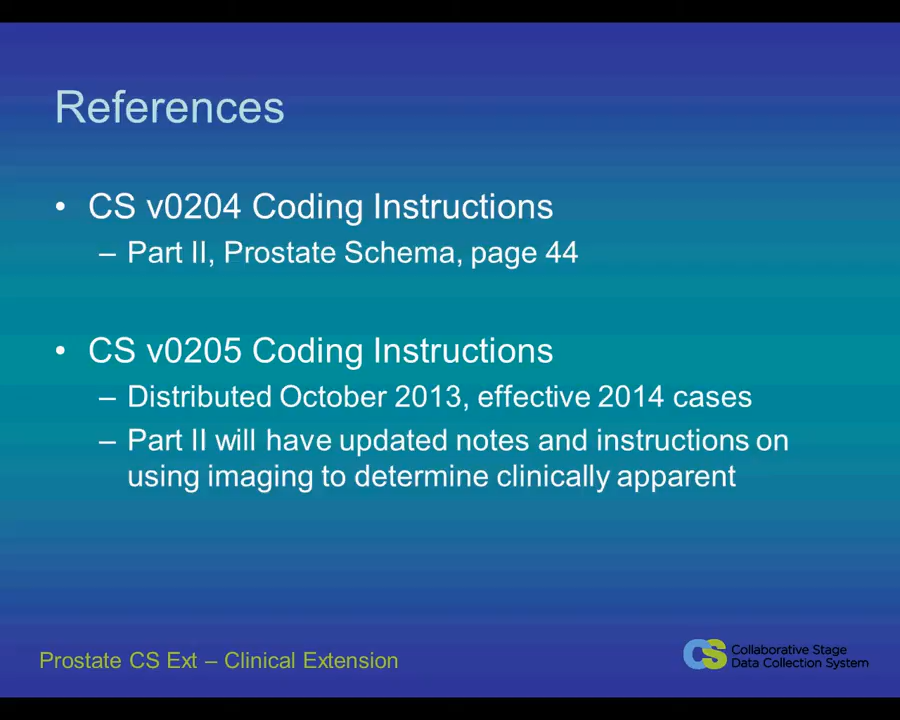 References
• CS v0204 Coding Instructions
– Part II, Prostate Schema, page 44
• CS v0205 Coding Instructions
– Distributed October 2013, effective 2014 cases
– Part II will have updated notes and instructions on
using imaging to determine clinically apparent
Prostate CS Ext – Clinical Extension
CS Collaborative Stage
Data Collection System